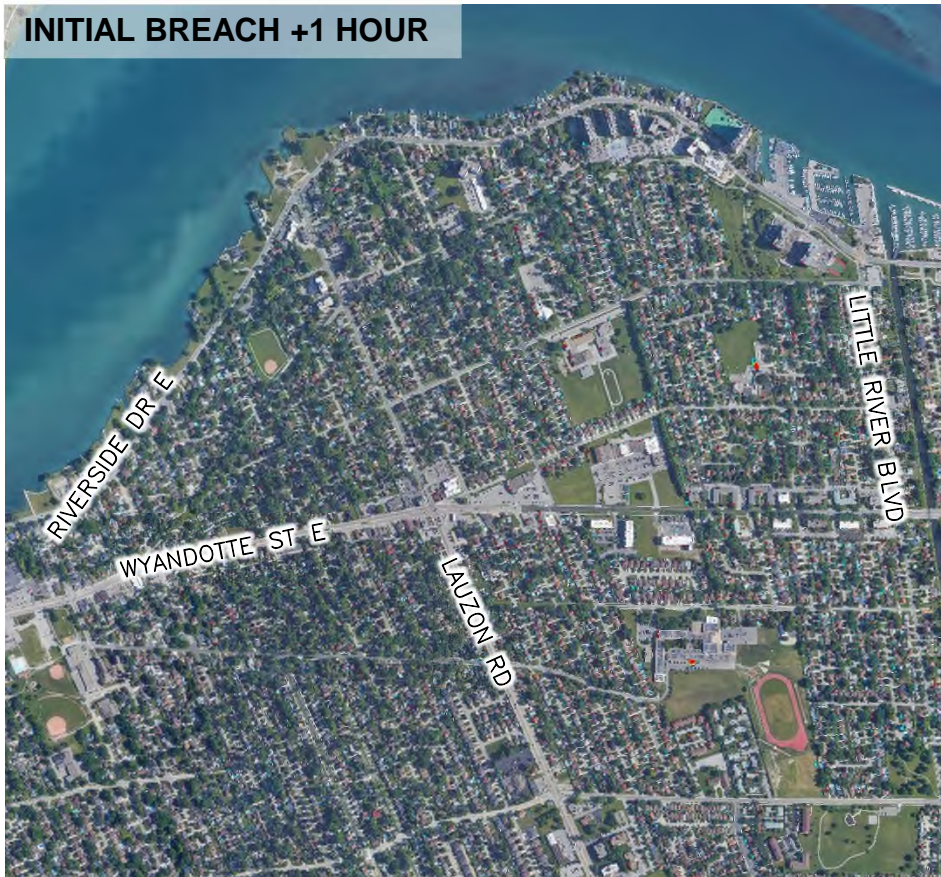 INITIAL BREACH +1 HOUR
RIVERSIDE DR E
WYANDOTTE ST E
LAUZON RD
LITTLE RIVER BLVD